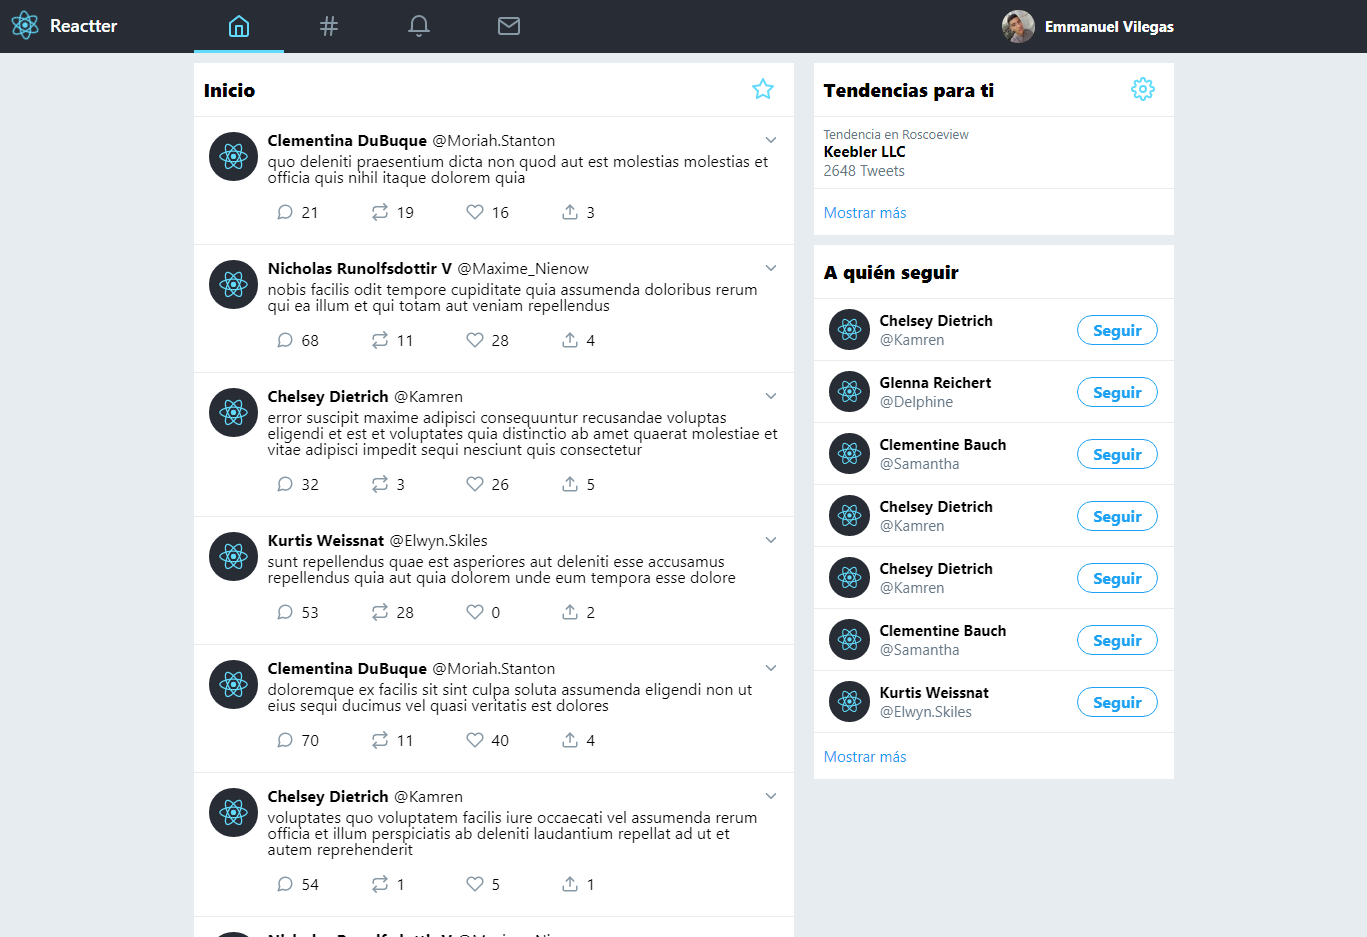 Reactter
Emmanuel Vilegas
Inicio
Clementina DuBuque @Moriah.Stanton
quo deleniti praesentium dicta non quod aut est molestias molestias et
officia quis nihil itaque dolorem quia
21 19 16 3
Nicholas Runolfsdottir V @Maxime_Nienow
nobis facilis odit tempore cupiditate quia assumenda doloribus rerum
qui ea illum et qui totam aut veniam repellendus
68 11 28 4
Chelsey Dietrich @Kamren
error suscipit maxime adipisci consequuntur recusandae voluptas
eligendi et est et voluptates quia distinctio ab amet quaerat molestiae et
vitae adipisci impedit sequi nesciunt quis consectetur
32 3 26 5
Kurtis Weissnat @Elwyn.Skiles
sunt repellendus quae est asperiores aut deleniti esse accusamus
repellendus quia aut quia dolorem unde eum tempora esse dolore
53 28 0 2
Clementina DuBuque @Moriah.Stanton
doloremque ex facilis sit sint culpa soluta assumenda eligendi non ut
eius sequi ducimus vel quasi veritatis est dolores
70 11 40 4
Chelsey Dietrich @Kamren
voluptates quo voluptatem facilis iure occaecati vel assumenda rerum
officia et illum perspiciatis ab deleniti laudantium repellat ad ut et
autem reprehenderit
54 1 5 1
Tendencias para ti
Tendencia en Roscoeview
Keebler LLC
2648 Tweets
Mostrar más
A quién seguir
Chelsey Dietrich
@Kamren
Seguir
Glenna Reichert
@Delphine
Seguir
Clementine Bauch
@Samantha
Seguir
Chelsey Dietrich
@Kamren
Seguir
Chelsey Dietrich
@Kamren
Seguir
Clementine Bauch
@Samantha
Seguir
Kurtis Weissnat
@Elwyn.Skiles
Seguir
Mostrar más